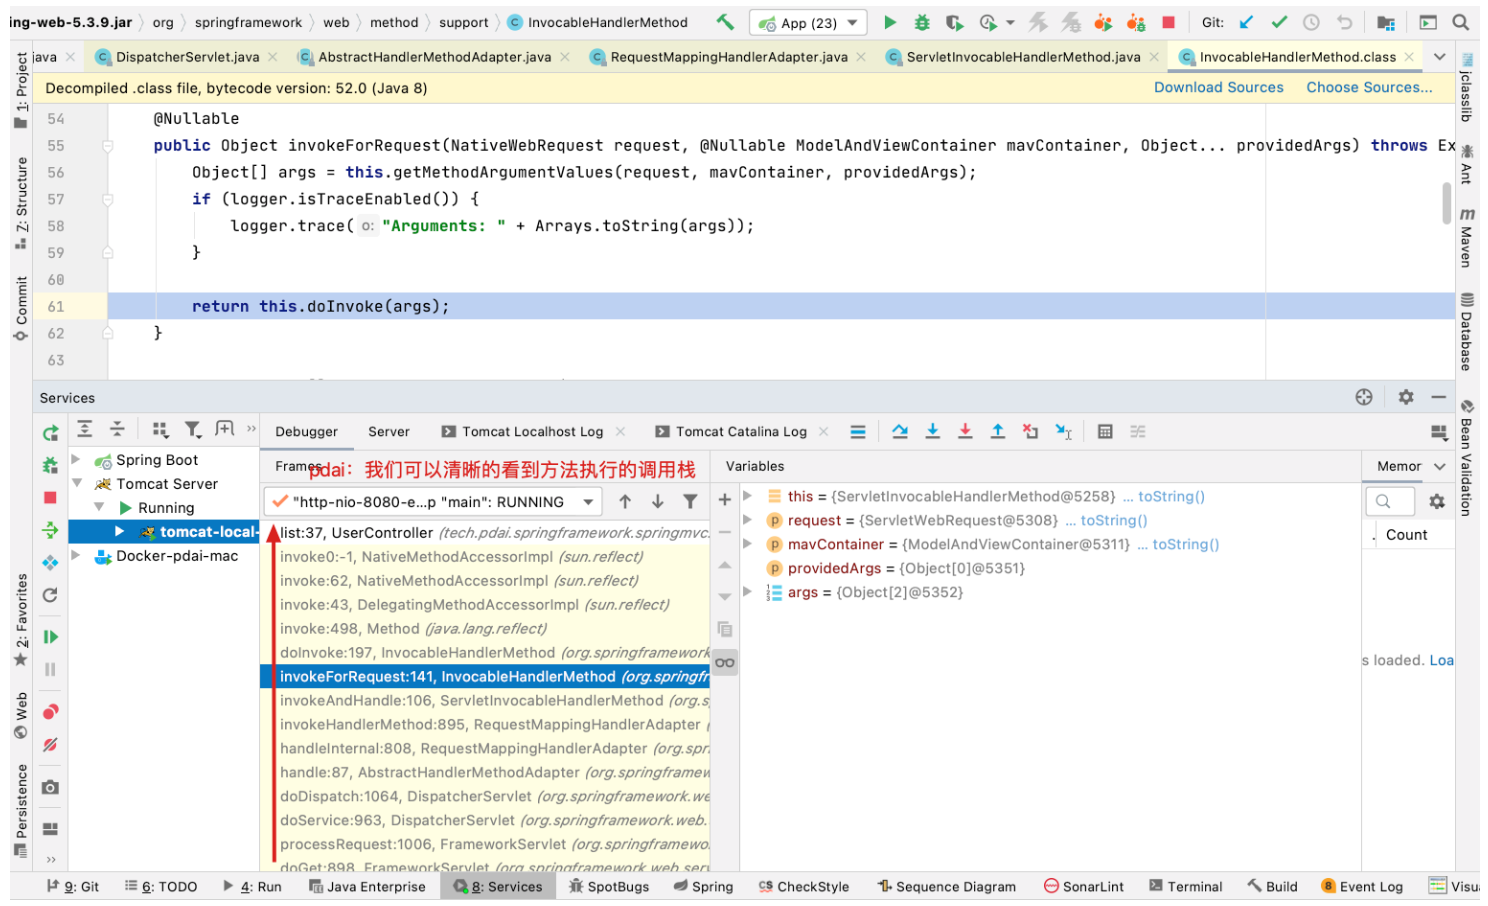 ng-web-5.3.9.jar org springframework web method support InvocableHandlerMethod App (23) Git:
java DispatcherServlet.java AbstractHandlerMethodAdapter.java RequestMappingHandlerAdapter.java ServletInvocableHandlerMethod.java InvocableHandlerMethod.class
Decompiled .class file, bytecode version: 52.0 (Java 8) Download Sources Choose Sources...
54 @Nullable
55 public Object invokeForRequest(NativeWebRequest request, @Nullable ModelAndViewContainer mavContainer, Object... providedArgs) throws Ex
56 Object[] args = this.getMethodArgumentValues(request, mavContainer, providedArgs);
57 if (logger.isTraceEnabled()) {
58 logger.trace( o: "Arguments: " + Arrays.toString(args));
59 }
60
61 return this.doInvoke(args);
62 }
63
1: Project
Z: Structure
Commit
2: Favorites
Web
Persistence
jclasslib
Ant
Maven
Database
Bean Validation
Services
Debugger Server Tomcat Localhost Log Tomcat Catalina Log
Spring Boot
Tomcat Server
Running
tomcat-local-
Docker-pdai-mac
Frames
pdai：我们可以清晰的看到方法执行的调用栈
"http-nio-8080-e...p "main": RUNNING
list:37, UserController (tech.pdai.springframework.springmvc.
invoke0:-1, NativeMethodAccessorImpl (sun.reflect)
invoke:62, NativeMethodAccessorImpl (sun.reflect)
invoke:43, DelegatingMethodAccessorImpl (sun.reflect)
invoke:498, Method (java.lang.reflect)
doInvoke:197, InvocableHandlerMethod (org.springframework
invokeForRequest:141, InvocableHandlerMethod (org.springfr
invokeAndHandle:106, ServletInvocableHandlerMethod (org.s
invokeHandlerMethod:895, RequestMappingHandlerAdapter (
handleInternal:808, RequestMappingHandlerAdapter (org.spri
handle:87, AbstractHandlerMethodAdapter (org.springframew
doDispatch:1064, DispatcherServlet (org.springframework.we
doService:963, DispatcherServlet (org.springframework.web.
processRequest:1006, FrameworkServlet (org.springframewo
doGet:898, FrameworkServlet (org.springframework.web.ser
Variables
this = {ServletInvocableHandlerMethod@5258} ... toString()
request = {ServletWebRequest@5308} ... toString()
mavContainer = {ModelAndViewContainer@5311} ... toString()
providedArgs = {Object[0]@5351}
args = {Object[2]@5352}
Memor
Count
s loaded. Loa
9: Git 6: TODO 4: Run Java Enterprise 8: Services SpotBugs Spring CheckStyle Sequence Diagram SonarLint Terminal Build 8 Event Log Visu